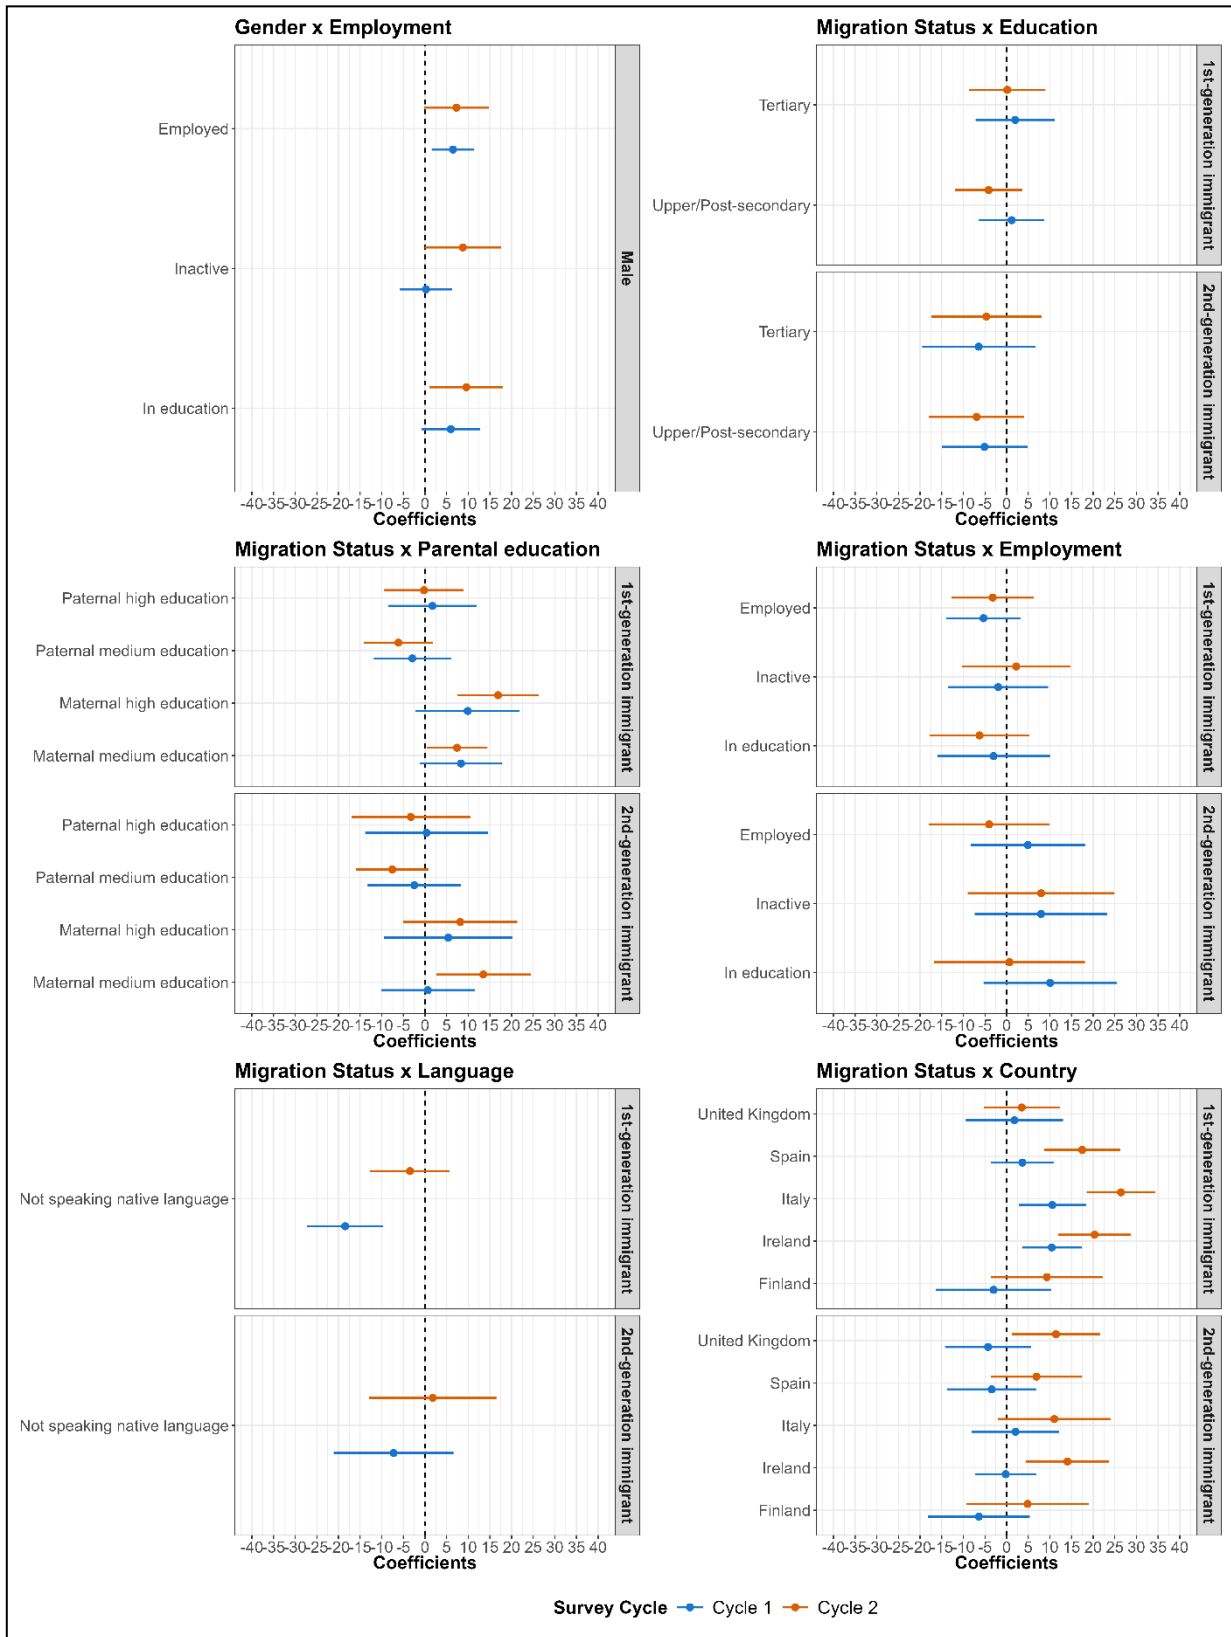 Gender x Employment
Employed
Inactive
In education
Male
-40-35-30-25-20-15-10-5 0 5 10 15 20 25 30 35 40
Coefficients
Migration Status x Education
Tertiary
Upper/Post-secondary
1st-generation immigrant
Tertiary
Upper/Post-secondary
2nd-generation immigrant
-40-35-30-25-20-15-10-5 0 5 10 15 20 25 30 35 40
Coefficients
Migration Status x Parental education
Paternal high education
Paternal medium education
Maternal high education
Maternal medium education
1st-generation immigrant
Paternal high education
Paternal medium education
Maternal high education
Maternal medium education
2nd-generation immigrant
-40-35-30-25-20-15-10-5 0 5 10 15 20 25 30 35 40
Coefficients
Migration Status x Employment
Employed
Inactive
In education
1st-generation immigrant
Employed
Inactive
In education
2nd-generation immigrant
-40-35-30-25-20-15-10-5 0 5 10 15 20 25 30 35 40
Coefficients
Migration Status x Language
Not speaking native language
1st-generation immigrant
Not speaking native language
2nd-generation immigrant
-40-35-30-25-20-15-10-5 0 5 10 15 20 25 30 35 40
Coefficients
Migration Status x Country
United Kingdom
Spain
Italy
Ireland
Finland
1st-generation immigrant
United Kingdom
Spain
Italy
Ireland
Finland
2nd-generation immigrant
-40-35-30-25-20-15-10-5 0 5 10 15 20 25 30 35 40
Coefficients
Survey Cycle Cycle 1 Cycle 2